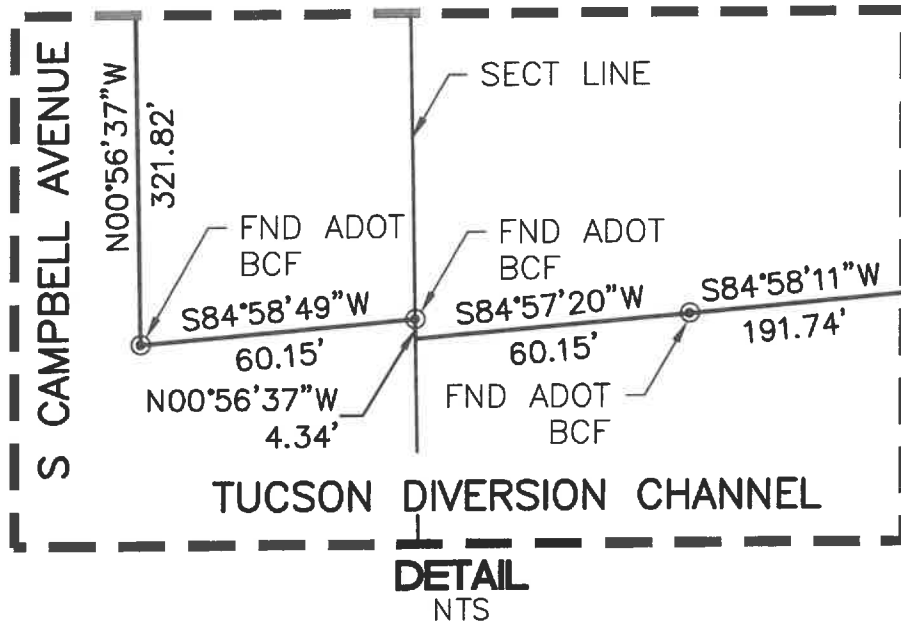 S CAMPBELL AVENUE
N00°56'37"W
321.82'
SECT LINE
FND ADOT
BCF
FND ADOT
BCF
S84°58'49"W
60.15'
S84°57'20"W
60.15'
S84°58'11"W
191.74'
N00°56'37"W
4.34'
FND ADOT
BCF
TUCSON DIVERSION CHANNEL
DETAIL
NTS